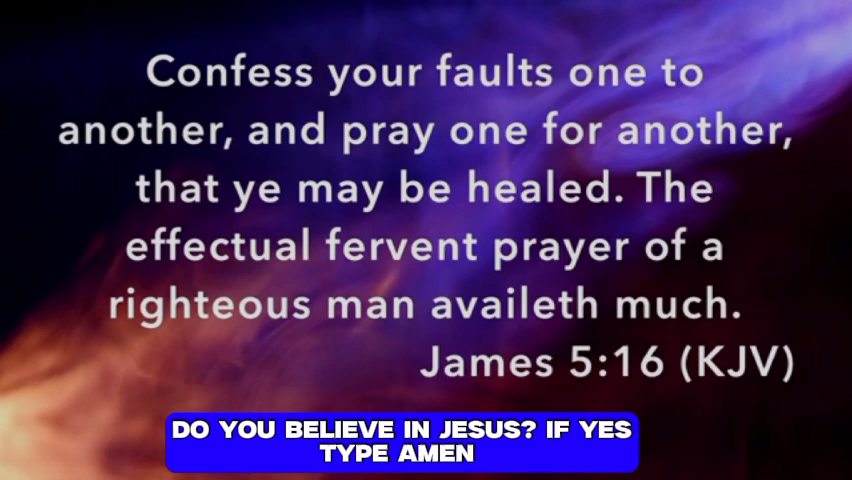 Confess your faults one to
another, and pray one for another,
that ye may be healed. The
effectual fervent prayer of a
righteous man availeth much.
James 5:16 (KJV)
DO YOU BELIEVE IN JESUS? IF YES
TYPE AMEN